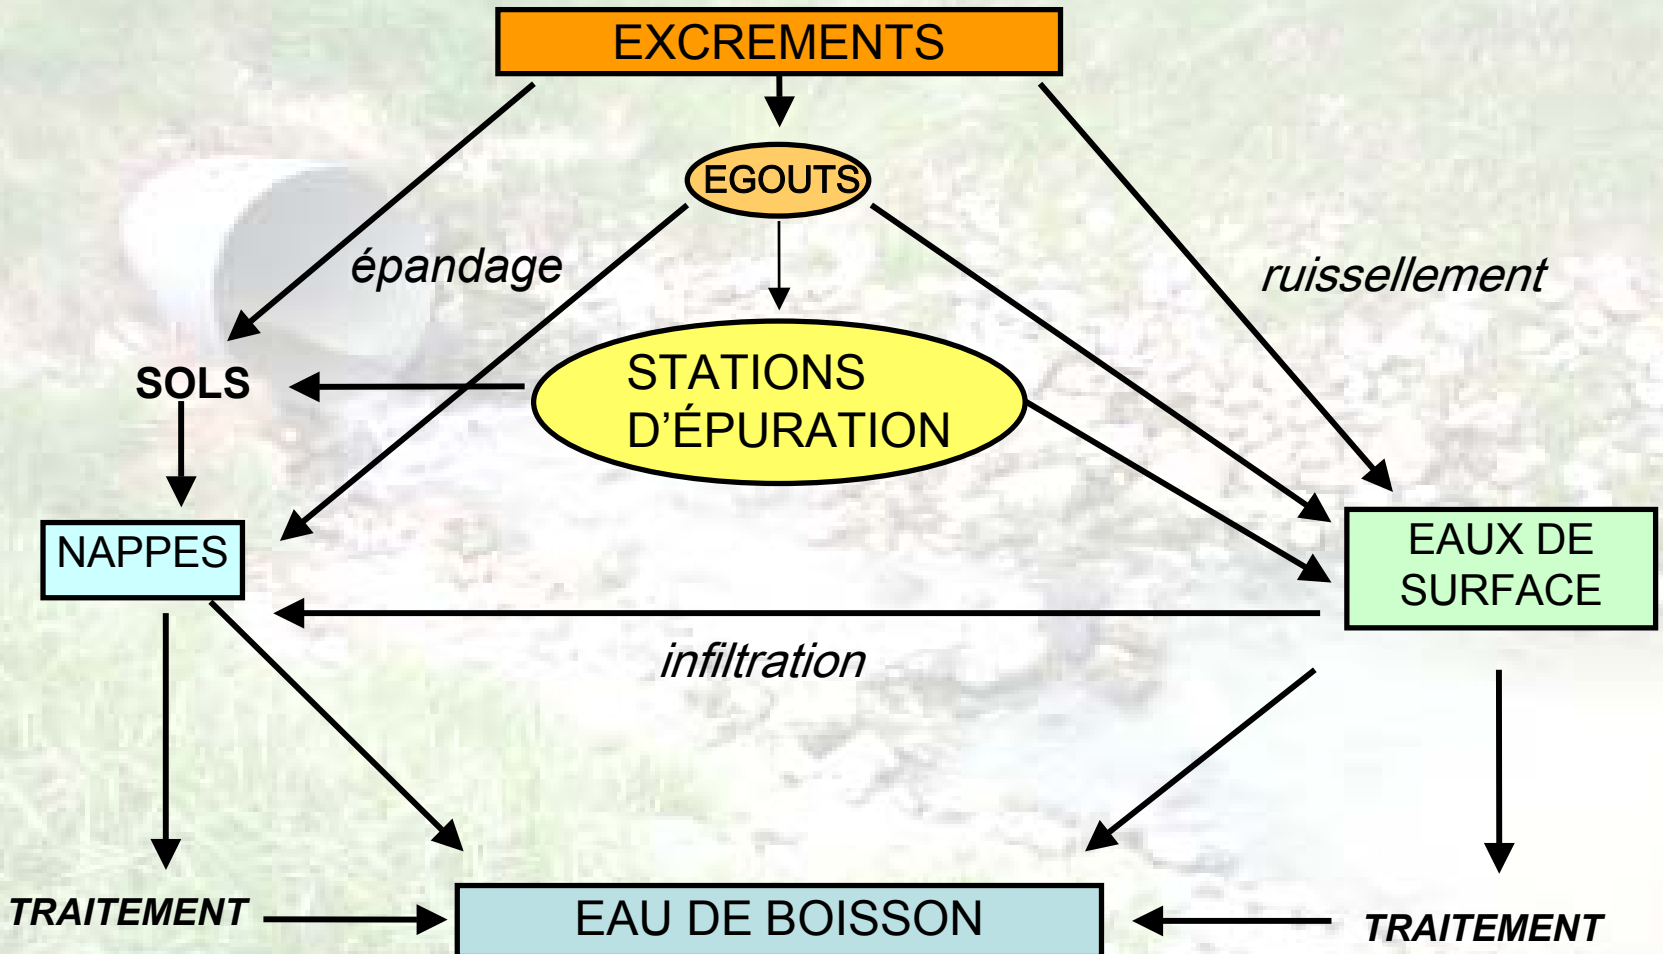 EXCREMENTS
EGOUTS
épandage
ruissellement
SOLS
STATIONS
D'ÉPURATION
NAPPES
EAUX DE
SURFACE
infiltration
TRAITEMENT
EAU DE BOISSON
TRAITEMENT